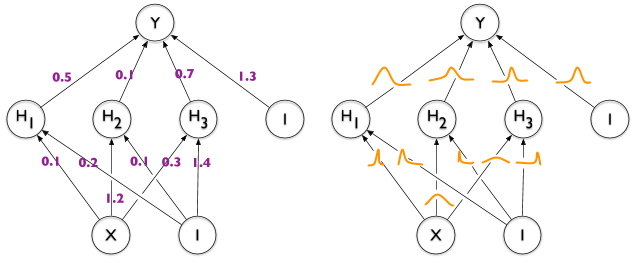 Y Y
0.5 0.1 0.7 1.3
H1 H2 H3 I H1 H2 H3 I
0.1 0.2 0.1 0.3 1.4
1.2
X I X I